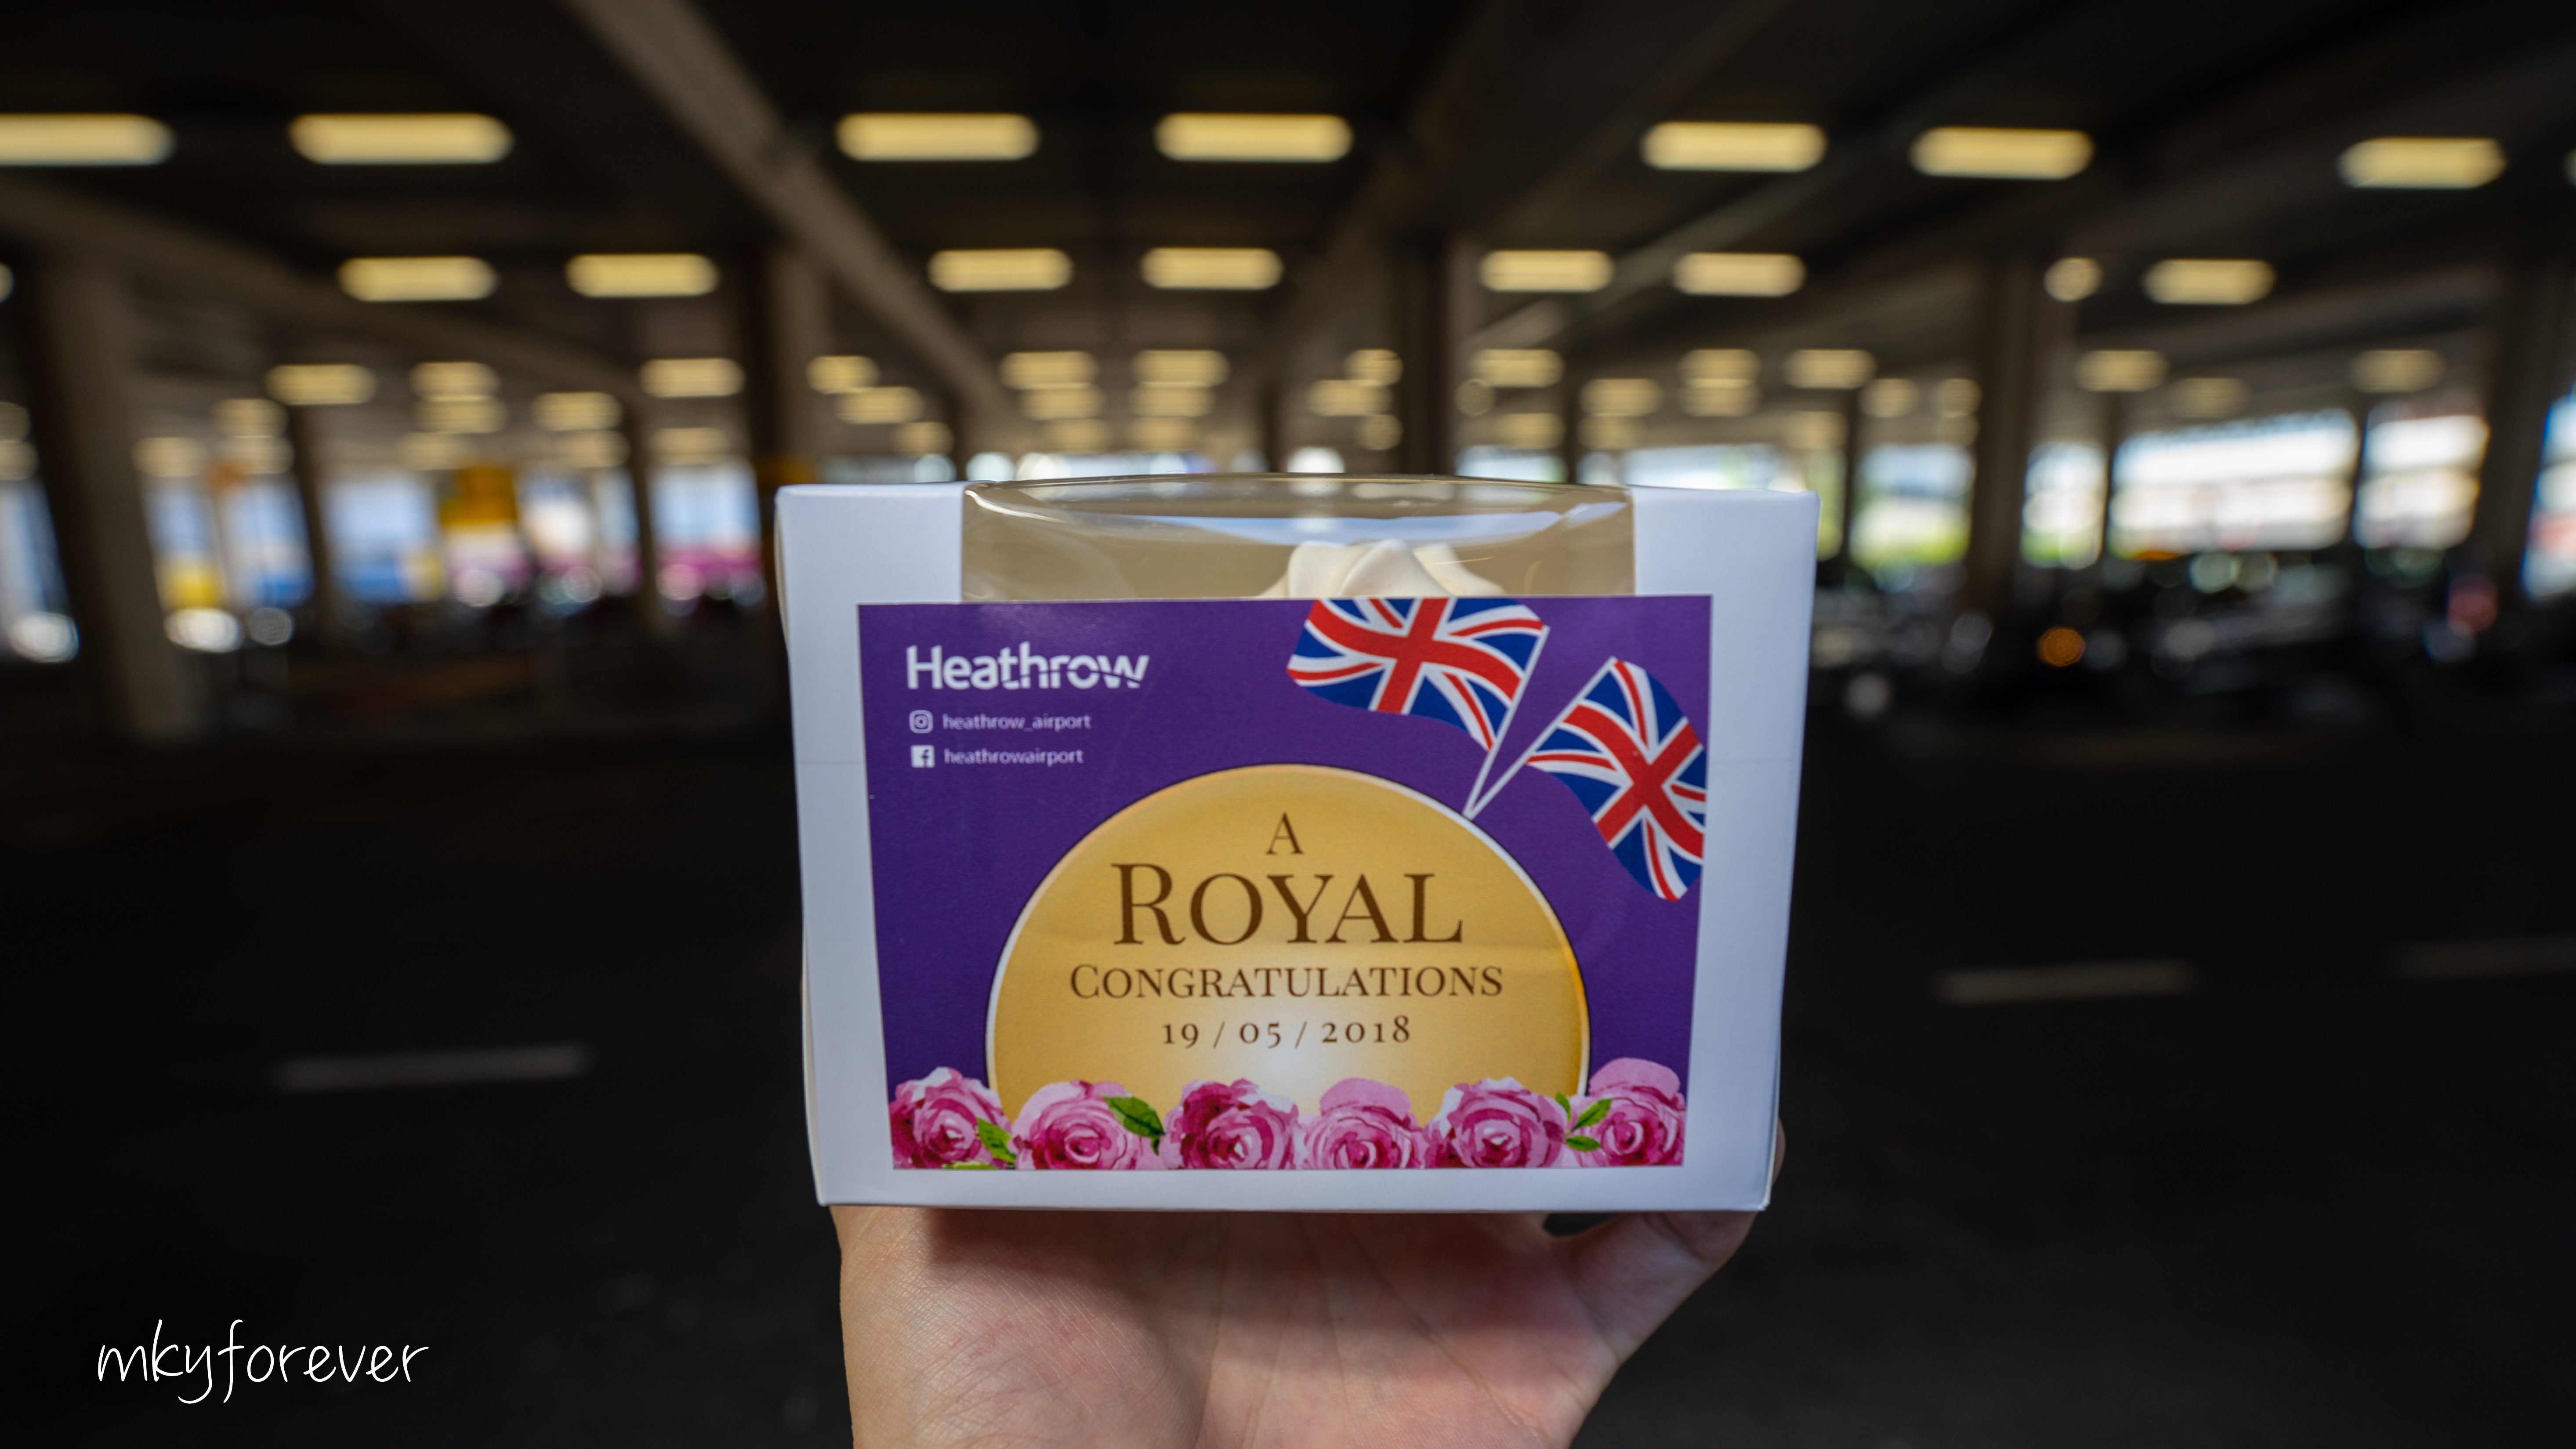 Heathrow
heathrow_airport
heathrowairport
A
ROYAL
CONGRATULATIONS
19 / 05 / 2018
mkyforever